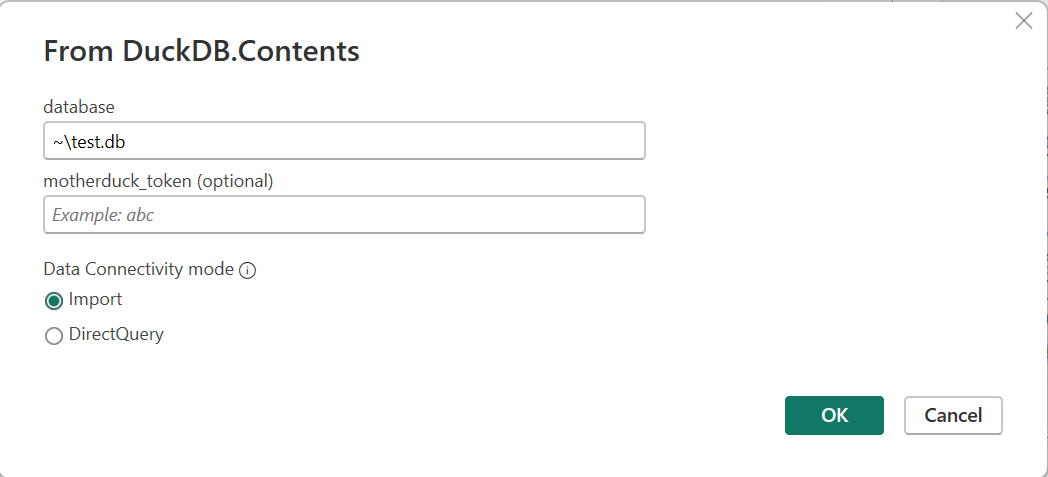 From DuckDB.Contents
database
~\test.db
motherduck_token (optional)
Example: abc
Data Connectivity mode
Import
DirectQuery
OK
Cancel